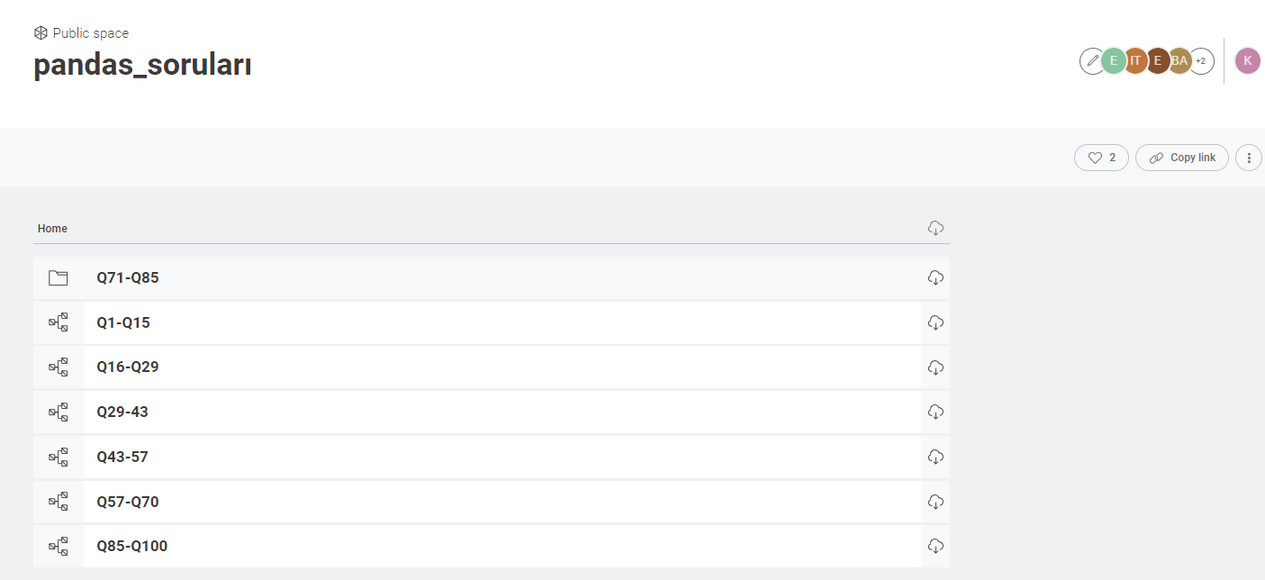 Public space
pandas_soruları
E IT E BA +2 K
2 Copy link
Home
Q71-Q85
Q1-Q15
Q16-Q29
Q29-43
Q43-57
Q57-Q70
Q85-Q100